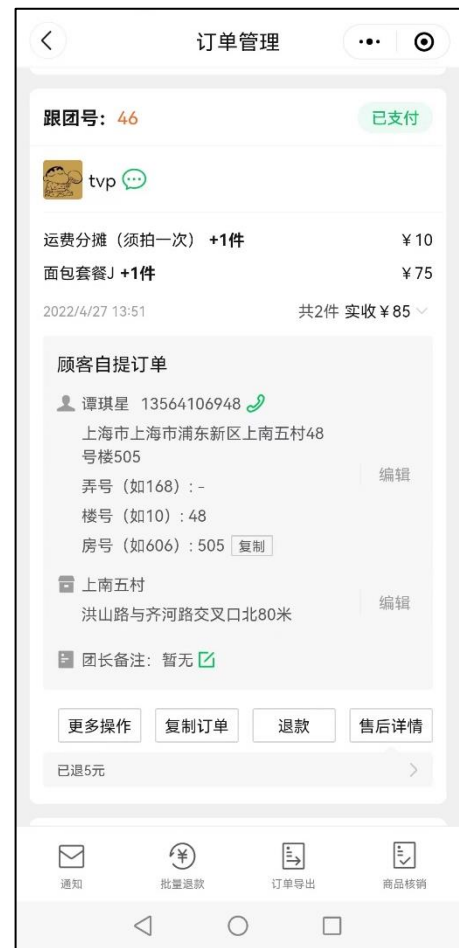 订单管理
跟团号：46
已支付
tvp
运费分摊（须拍一次） +1件 ￥10
面包套餐J +1件 ￥75
2022/4/27 13:51 共2件 实收￥85
顾客自提订单
谭琪星 13564106948
上海市上海市浦东新区上南五村48
号楼505
弄号（如168）：-
楼号（如10）：48
房号（如606）：505 复制
编辑
上南五村
洪山路与齐河路交叉口北80米
编辑
团长备注：暂无
更多操作 复制订单 退款 售后详情
已退5元
通知 批量退款 订单导出 商品核销